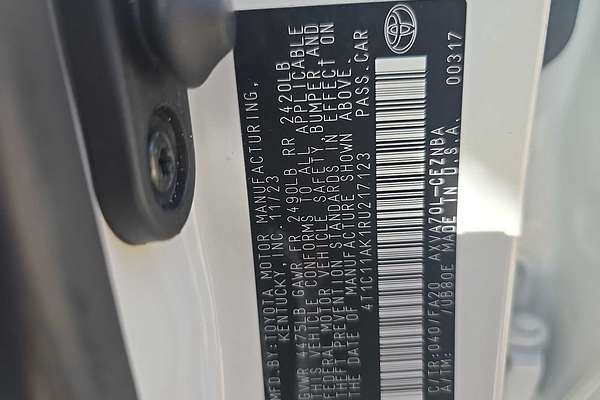 MFD.BY:TOYOTA MOTOR MANUFACTURING,
KENTUCKY, INC. 11/23
GVWR 4475LB GAWR FR 2490LB RR 2420LB
THIS VEHICLE CONFORMS TO ALL APPLICABLE
FEDERAL MOTOR VEHICLE SAFETY, BUMPER AND
THEFT PREVENTION STANDARDS IN EFFECT ON
THE DATE OF MANUFACTURE SHOWN ABOVE.
4T1C11AK1RU217123 PASS.CAR
C/TR:040/FA20 AXVA70L-CEZNBA
A/TM: /UB80E MADE IN U.S.A. 00317